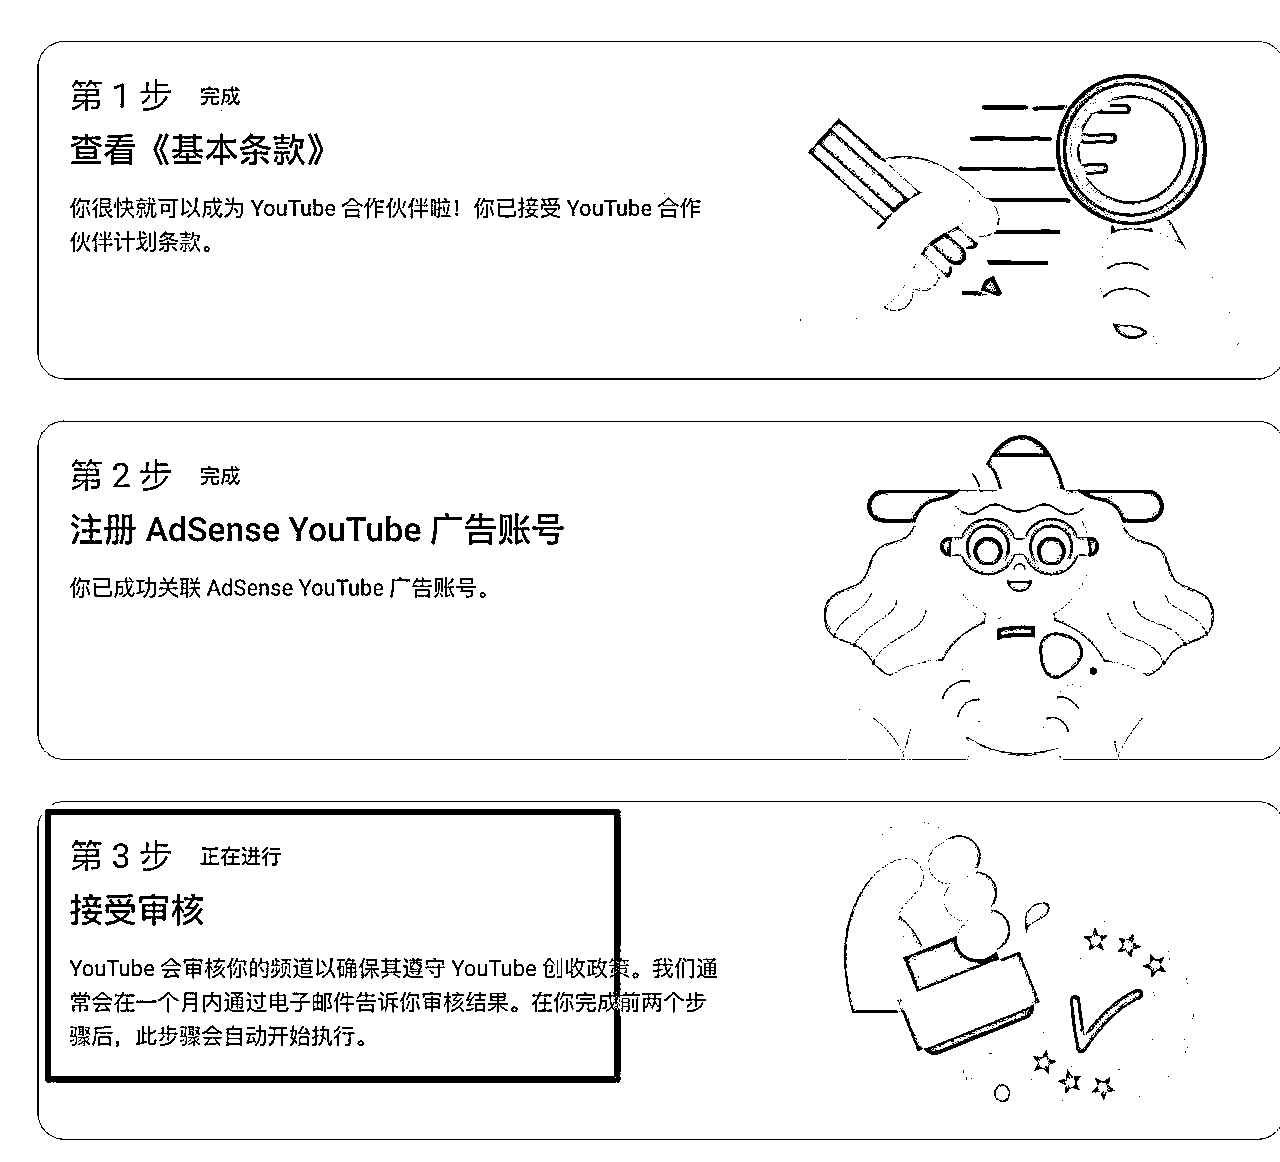 第 1 步 完成
查看《基本条款》
你很快就可以成为 YouTube 合作伙伴啦！你已接受 YouTube 合作
伙伴计划条款。
第 2 步 完成
注册 AdSense YouTube 广告账号
你已成功关联 AdSense YouTube 广告账号。
第 3 步 正在进行
接受审核
YouTube 会审核你的频道以确保其遵守 YouTube 创收政策。我们通
常会在一个月内通过电子邮件告诉你审核结果。在你完成前两个步
骤后，此步骤会自动开始执行。